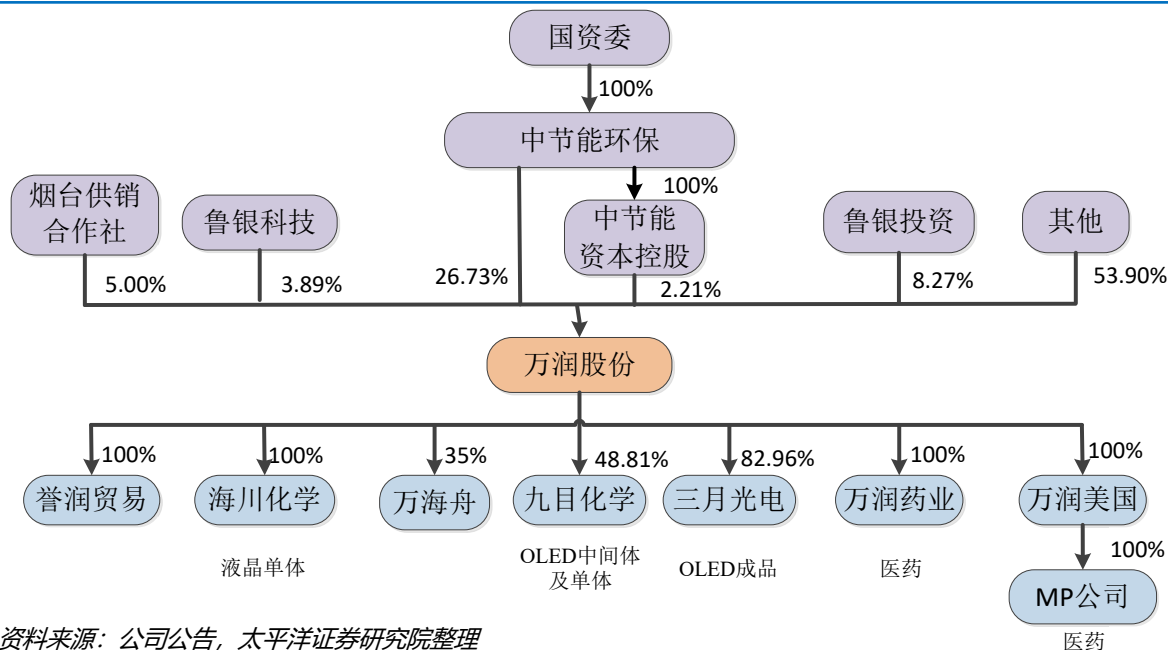 国资委
100%
中节能环保
100%
烟台供销
合作社
鲁银科技
中节能
资本控股
鲁银投资
其他
5.00%
3.89%
26.73%
2.21%
8.27%
53.90%
万润股份
100%
100%
35%
48.81%
82.96%
100%
100%
誉润贸易
海川化学
万海舟
九目化学
三月光电
万润药业
万润美国
液晶单体
OLED中间体
及单体
OLED成品
医药
100%
MP公司
医药
资料来源：公司公告，太平洋证券研究院整理